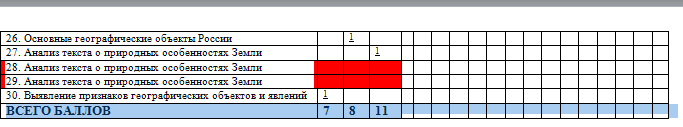 26. Основные географические объекты России 1
27. Анализ текста о природных особенностях Земли 1
28. Анализ текста о природных особенностях Земли
29. Анализ текста о природных особенностях Земли
30. Выявление признаков географических объектов и явлений 1
ВСЕГО БАЛЛОВ 7 8 11